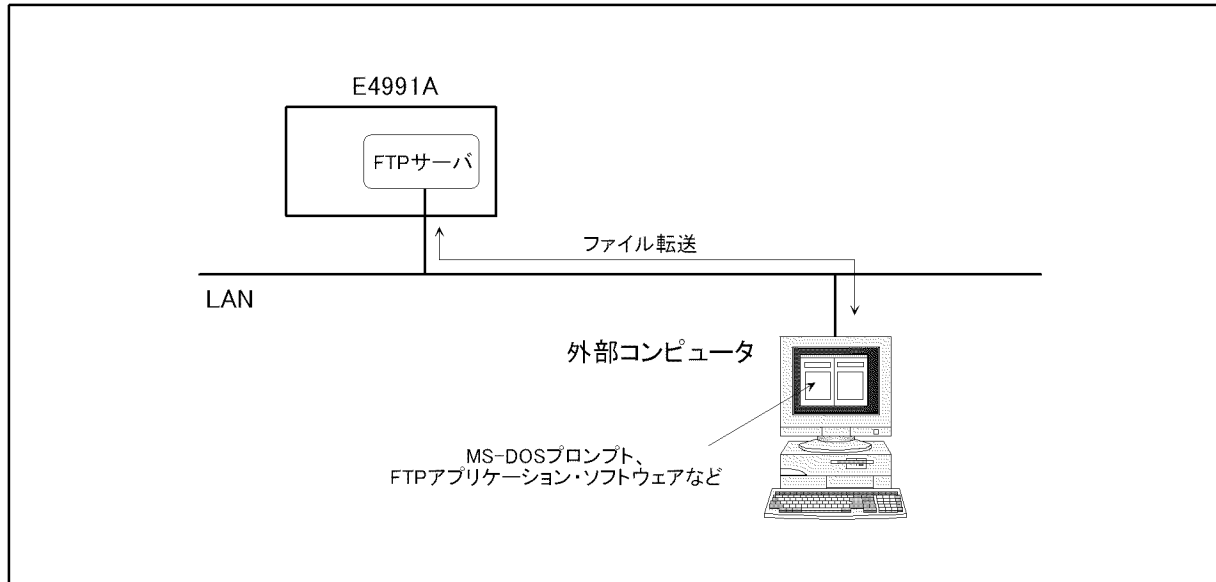 E4991A
FTPサーバ
ファイル転送
LAN
外部コンピュータ
MS-DOSプロンプト、
FTPアプリケーション・ソフトウェアなど